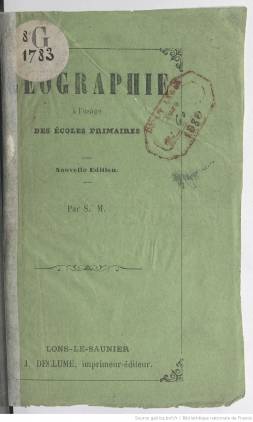 8 G
1783
GÉOGRAPHIE
à l'usage
DES ÉCOLES PRIMAIRES
Nouvelle Edition.
Par S. M.
1880
LONS-LE-SAUNIER
J. DECLUME, imprimeur-éditeur.
Source gallica.bnf.fr / Bibliothèque nationale de France